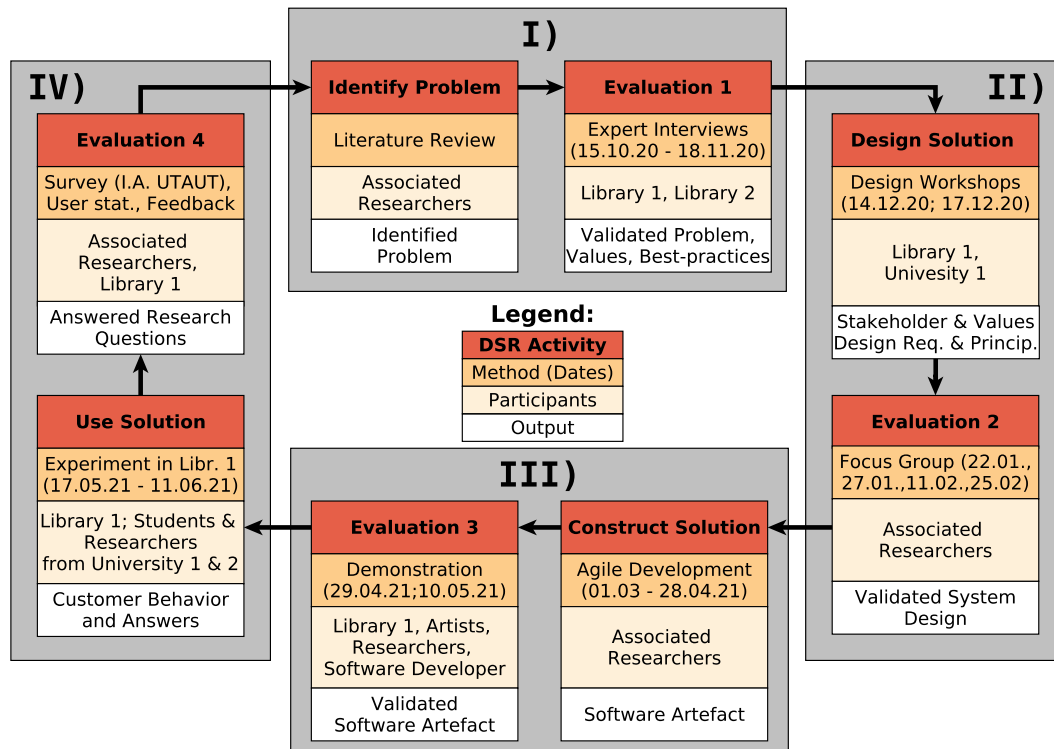 I)
Identify Problem
Literature Review
Associated
Researchers
Identified
Problem
Evaluation 1
Expert Interviews
(15.10.20 - 18.11.20)
Library 1, Library 2
Validated Problem,
Values, Best-practices
II)
Design Solution
Design Workshops
(14.12.20; 17.12.20)
Library 1,
Univesity 1
Stakeholder & Values
Design Req. & Princip.
Evaluation 2
Focus Group (22.01.,
27.01.,11.02.,25.02)
Associated
Researchers
Validated System
Design
III)
Construct Solution
Agile Development
(01.03 - 28.04.21)
Associated
Researchers
Software Artefact
Evaluation 3
Demonstration
(29.04.21;10.05.21)
Library 1, Artists,
Researchers,
Software Developer
Validated
Software Artefact
IV)
Use Solution
Experiment in Libr. 1
(17.05.21 - 11.06.21)
Library 1; Students &
Researchers
from University 1 & 2
Customer Behavior
and Answers
Evaluation 4
Survey (I.A. UTAUT),
User stat., Feedback
Associated
Researchers,
Library 1
Answered Research
Questions
Legend:
DSR Activity
Method (Dates)
Participants
Output